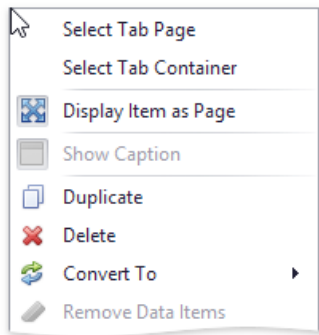 Select Tab Page
Select Tab Container
Display Item as Page
Show Caption
Duplicate
Delete
Convert To
Remove Data Items